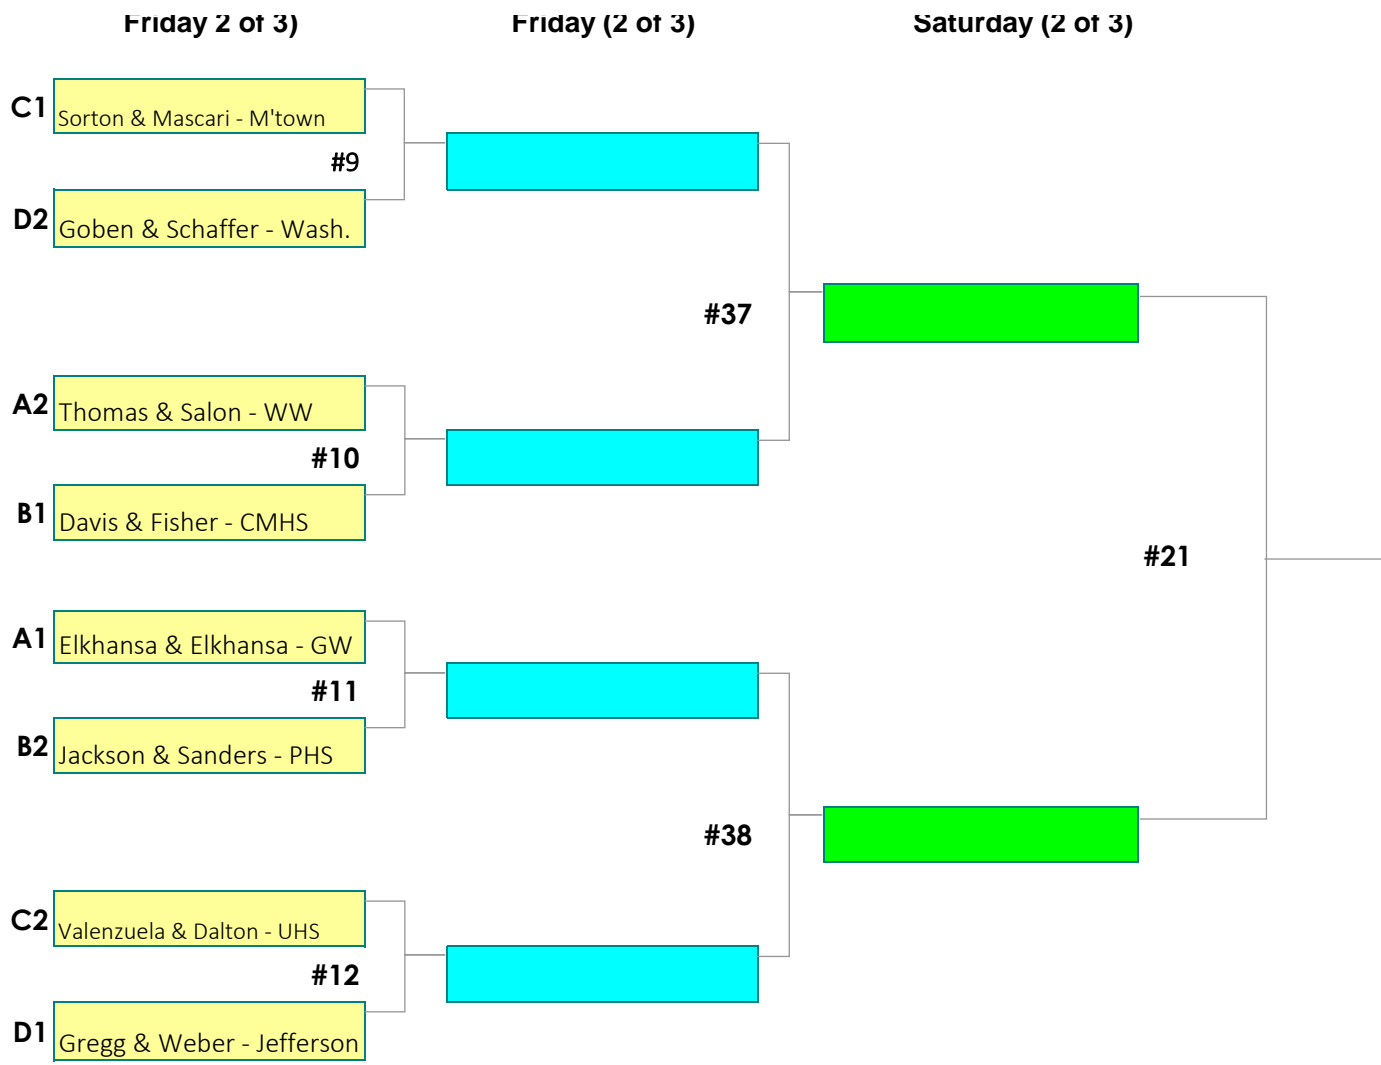 Friday 2 of 3)
Friday (2 of 3)
Saturday (2 of 3)
C1
Sorton & Mascari - M'town
#9
D2
Goben & Schaffer - Wash.
#37
A2
Thomas & Salon - WW
#10
B1
Davis & Fisher - CMHS
#21
A1
Elkhansa & Elkhansa - GW
#11
B2
Jackson & Sanders - PHS
#38
C2
Valenzuela & Dalton - UHS
#12
D1
Gregg & Weber - Jefferson